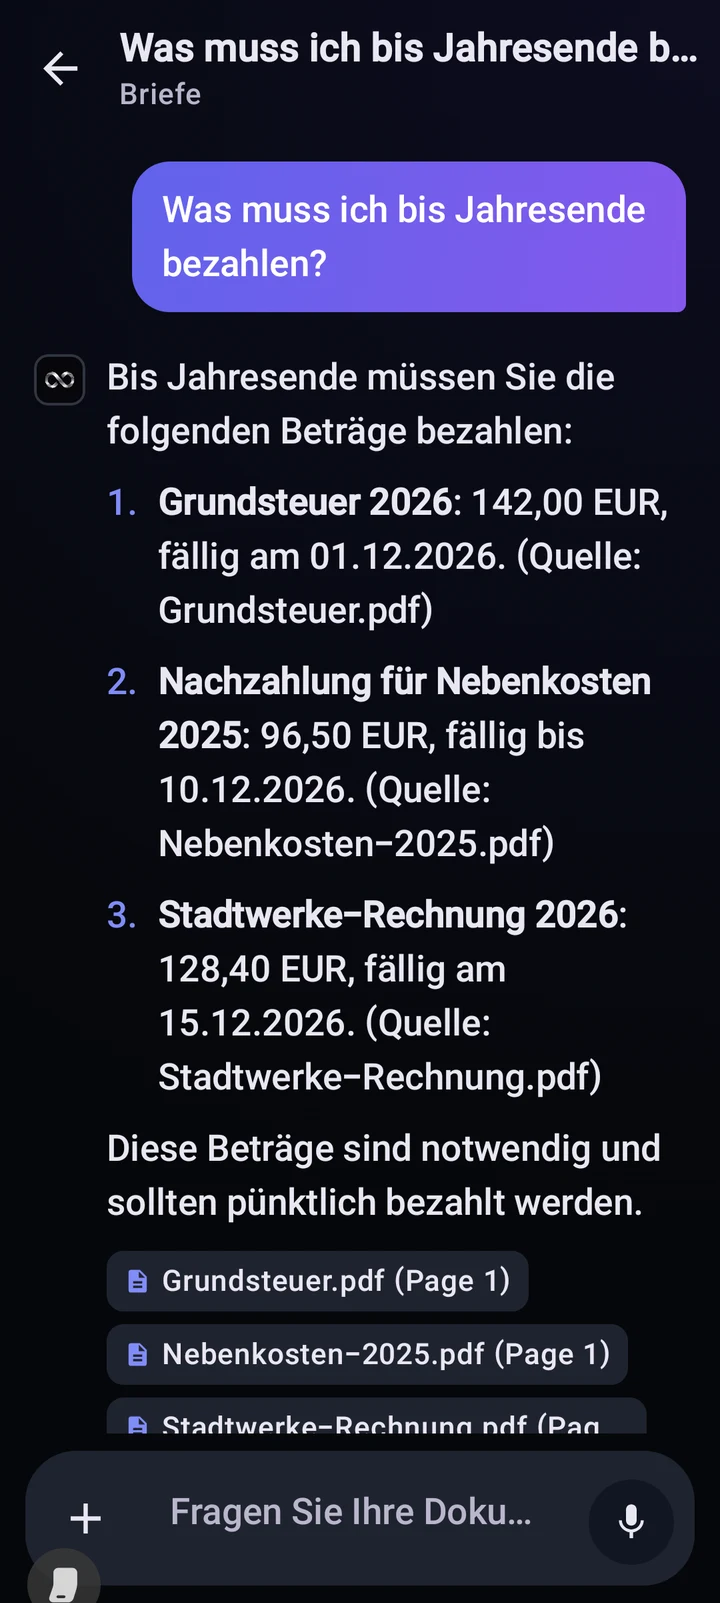 Was muss ich bis Jahresende b...
Briefe
Was muss ich bis Jahresende
bezahlen?
Bis Jahresende müssen Sie die
folgenden Beträge bezahlen:
1. Grundsteuer 2026: 142,00 EUR,
fällig am 01.12.2026. (Quelle:
Grundsteuer.pdf)
2. Nachzahlung für Nebenkosten
2025: 96,50 EUR, fällig bis
10.12.2026. (Quelle:
Nebenkosten-2025.pdf)
3. Stadtwerke-Rechnung 2026:
128,40 EUR, fällig am
15.12.2026. (Quelle:
Stadtwerke-Rechnung.pdf)
Diese Beträge sind notwendig und
sollten pünktlich bezahlt werden.
Grundsteuer.pdf (Page 1)
Nebenkosten-2025.pdf (Page 1)
Stadtwerke-Rechnung.pdf (Pag
Fragen Sie Ihre Doku...